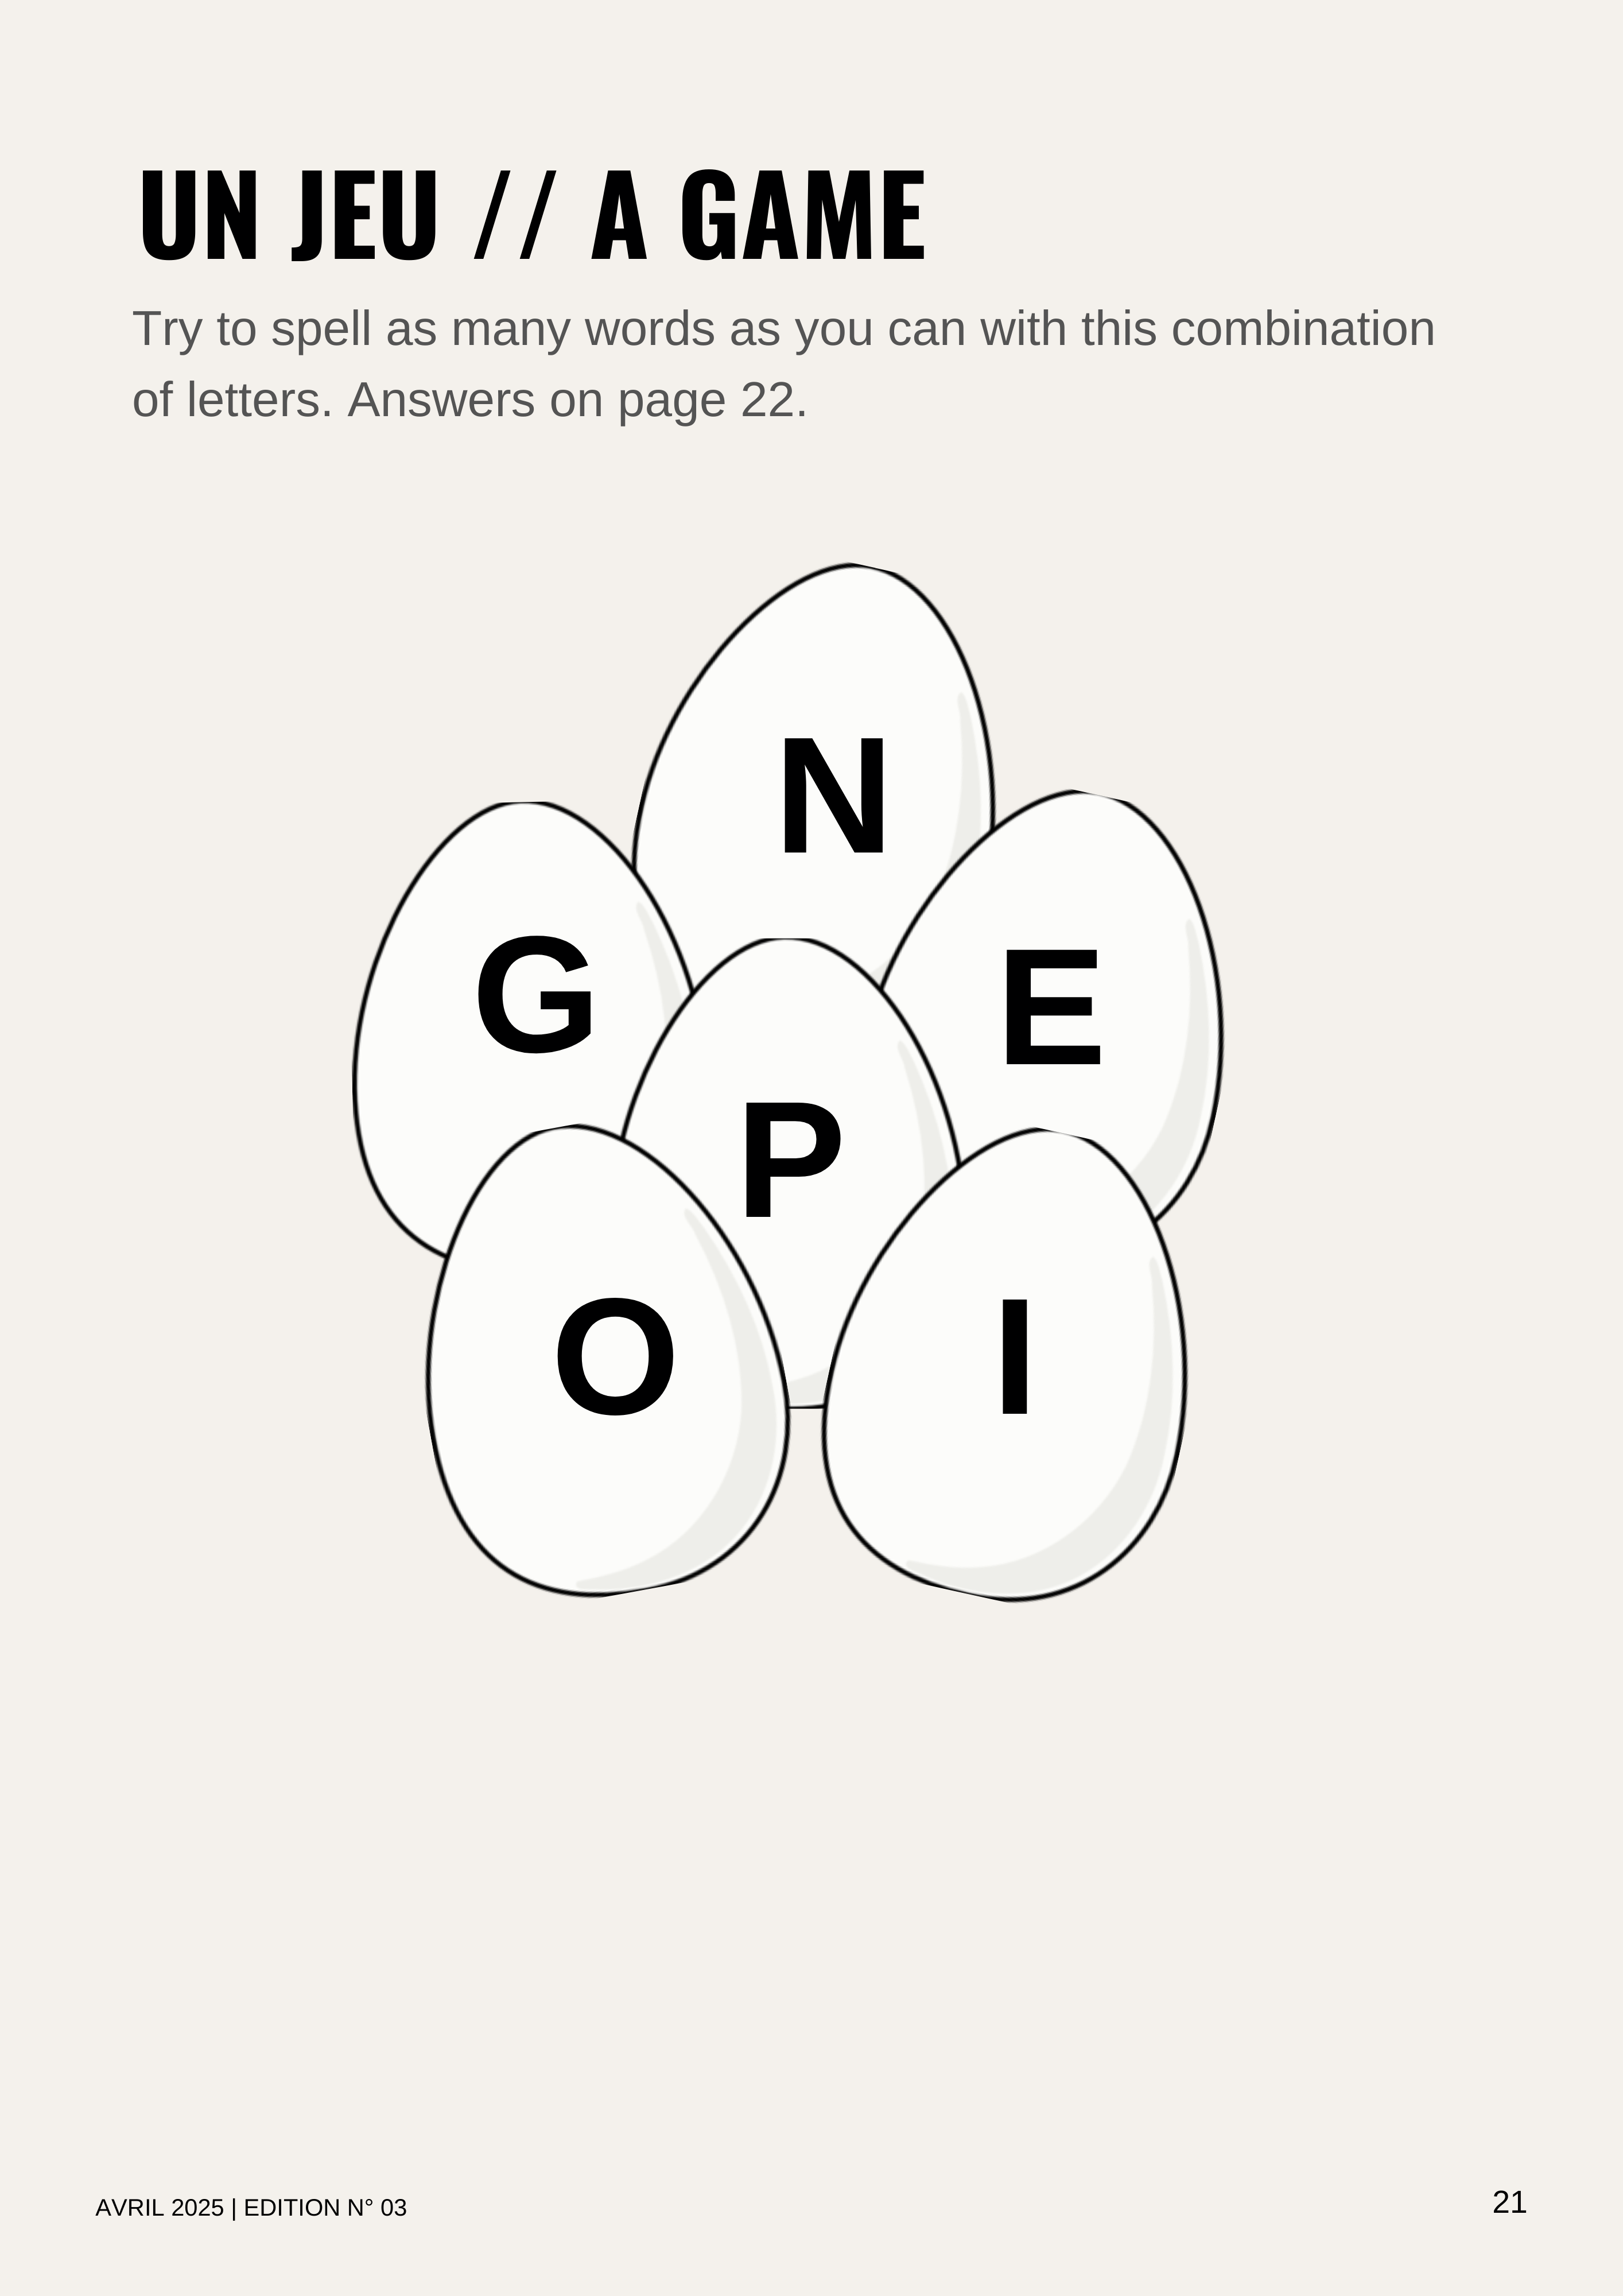 UN JEU // A GAME
Try to spell as many words as you can with this combination
of letters. Answers on page 22.
N
G
E
P
O
I
AVRIL 2025 | EDITION N° 03
21